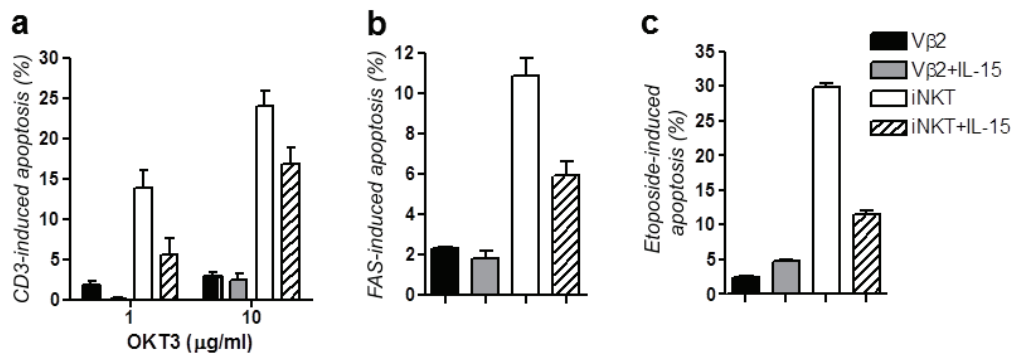 a
CD3-induced apoptosis (%)
30
25
20
15
10
5
0
1
10
OKT3 (μg/ml)
b
FAS-induced apoptosis (%)
12
10
8
6
4
2
0
c
Etoposide-induced
apoptosis (%)
35
30
25
20
15
10
5
0
Vβ2
Vβ2+IL-15
iNKT
iNKT+IL-15